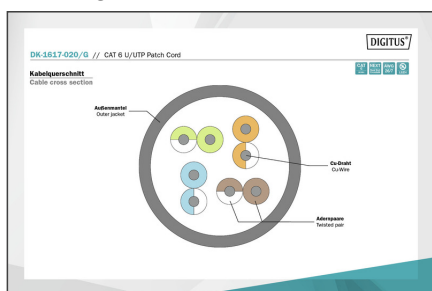 DIGITUS®
DK-1617-020/G // CAT 6 U/UTP Patch Cord
Kabelquerschnitt
Cable cross section
Außenmantel
Outer jacket
Cu-Draht
Cu-Wire
Adernpaare
Twisted pair